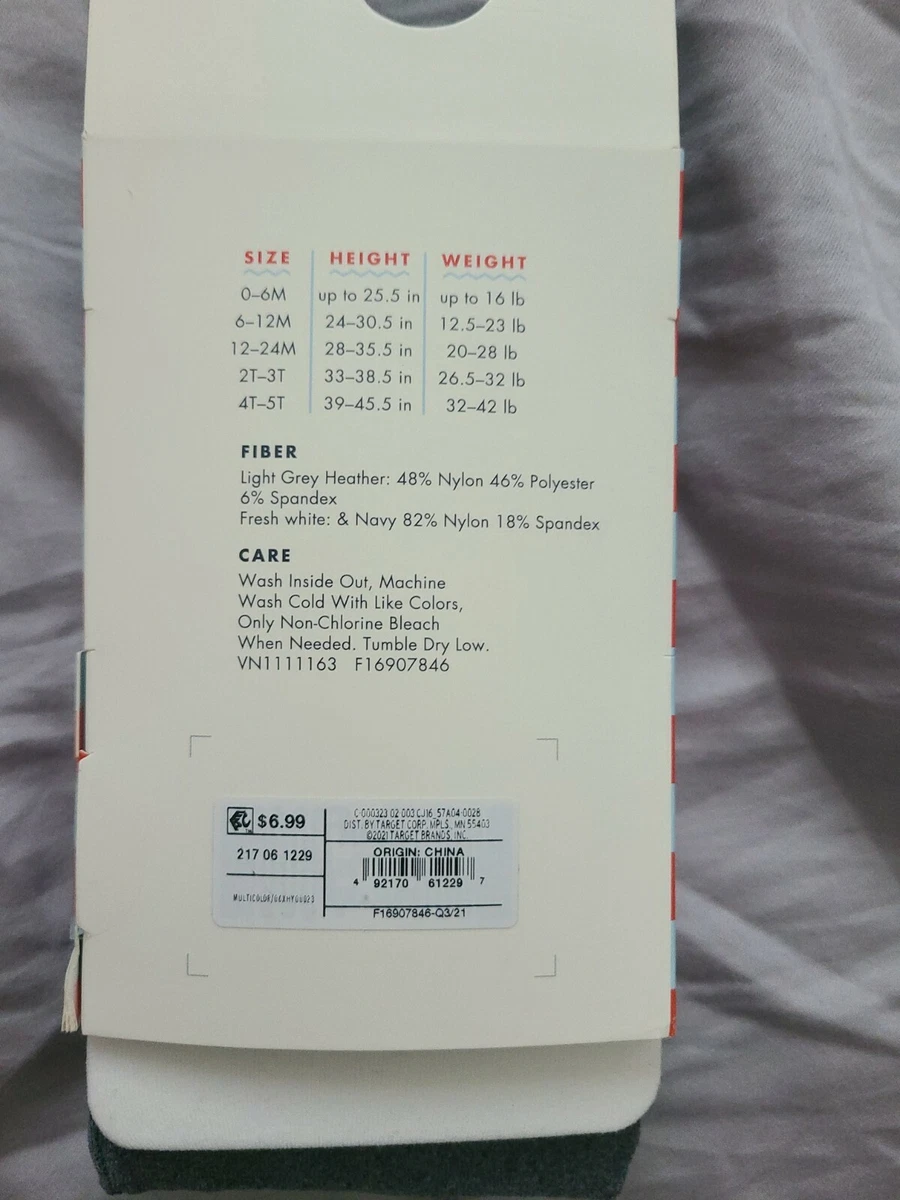 SIZE HEIGHT WEIGHT
0–6M up to 25.5 in up to 16 lb
6–12M 24–30.5 in 12.5–23 lb
12–24M 28–35.5 in 20–28 lb
2T–3T 33–38.5 in 26.5–32 lb
4T–5T 39–45.5 in 32–42 lb
FIBER
Light Grey Heather: 48% Nylon 46% Polyester
6% Spandex
Fresh white: & Navy 82% Nylon 18% Spandex
CARE
Wash Inside Out, Machine
Wash Cold With Like Colors,
Only Non-Chlorine Bleach
When Needed. Tumble Dry Low.
VN1111163 F16907846
$6.99
217 06 1229
C-000323 02 003 CJ16_57A04-0028
DIST. BY TARGET CORP. MPLS., MN 55403
©2021 TARGET BRANDS, INC.
ORIGIN: CHINA
4 92170 61229 7
F16907846-Q3/21